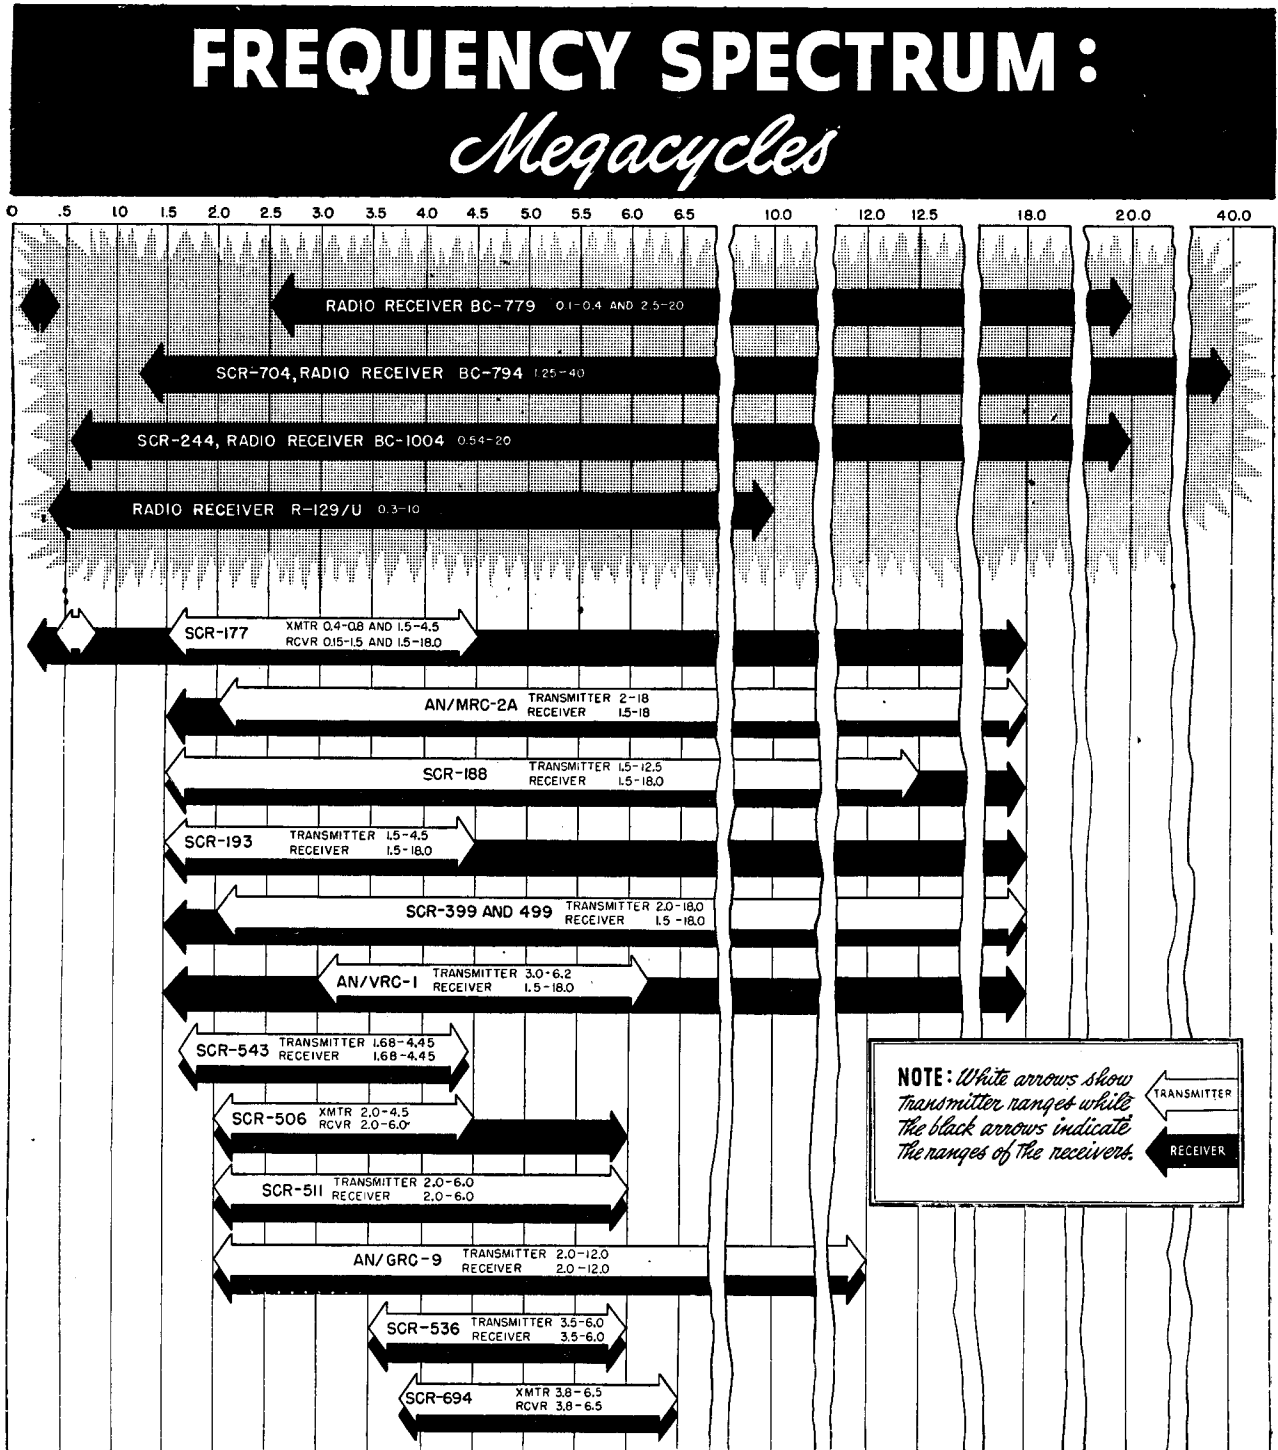 FREQUENCY SPECTRUM:
Megacycles
0 .5 1.0 1.5 2.0 2.5 3.0 3.5 4.0 4.5 5.0 5.5 6.0 6.5 10.0 12.0 12.5 18.0 20.0 40.0
RADIO RECEIVER BC-779 0.1-0.4 AND 2.5-20
SCR-704, RADIO RECEIVER BC-794 1.25-40
SCR-244, RADIO RECEIVER BC-1004 0.54-20
RADIO RECEIVER R-129/U 0.3-10
SCR-177 XMTR 0.4-0.8 AND 1.5-4.5
RCVR 0.15-1.5 AND 1.5-18.0
AN/MRC-2A TRANSMITTER 2-18
RECEIVER 1.5-18
SCR-188 TRANSMITTER 1.5-12.5
RECEIVER 1.5-18.0
SCR-193 TRANSMITTER 1.5-4.5
RECEIVER 1.5-18.0
SCR-399 AND 499 TRANSMITTER 2.0-18.0
RECEIVER 1.5-18.0
AN/VRC-1 TRANSMITTER 3.0-6.2
RECEIVER 1.5-18.0
SCR-543 TRANSMITTER 1.68-4.45
RECEIVER 1.68-4.45
SCR-506 XMTR 2.0-4.5
RCVR 2.0-6.0
SCR-511 TRANSMITTER 2.0-6.0
RECEIVER 2.0-6.0
AN/GRC-9 TRANSMITTER 2.0-12.0
RECEIVER 2.0-12.0
SCR-536 TRANSMITTER 3.5-6.0
RECEIVER 3.5-6.0
SCR-694 XMTR 3.8-6.5
RCVR 3.8-6.5
NOTE: White arrows show
transmitter ranges while
the black arrows indicate
the ranges of the receivers.
TRANSMITTER
RECEIVER